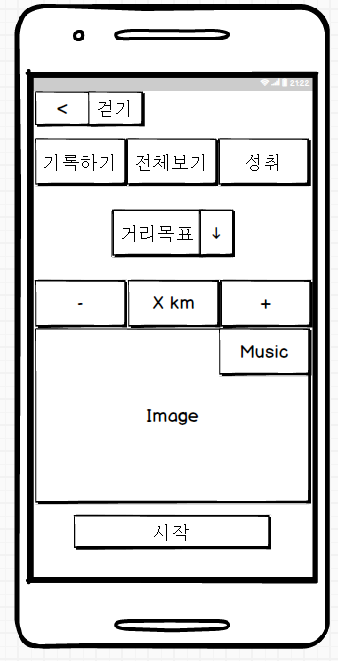 2122
< 걷기
기록하기 전체보기 성취
거리목표 ↓
- X km +
Music
Image
시작